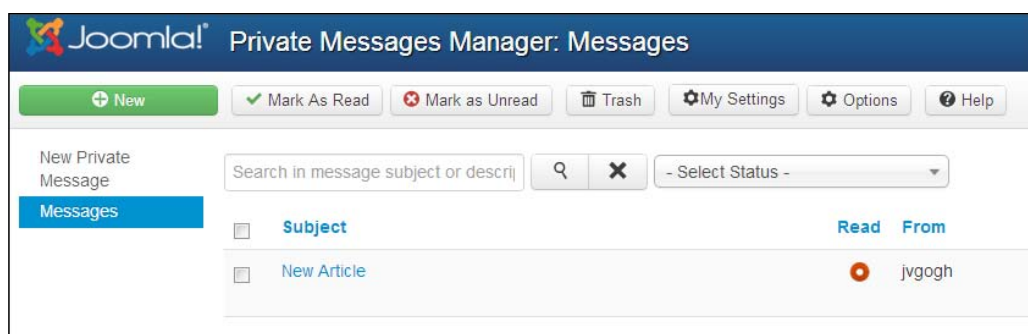 Joomla! Private Messages Manager: Messages
New Mark As Read Mark as Unread Trash My Settings Options Help
New Private
Message
Messages
Search in message subject or descrip
- Select Status -
Subject Read From
New Article jvgogh